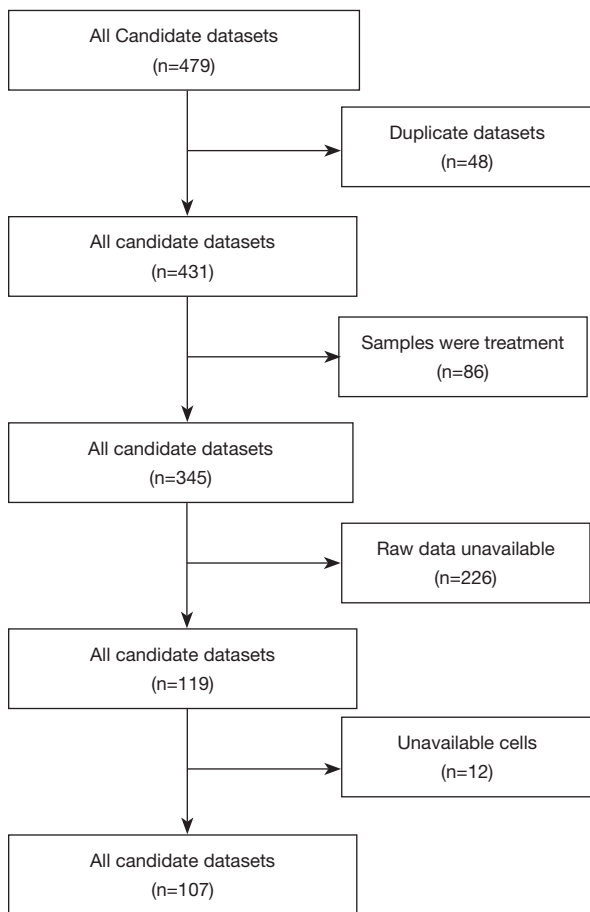 All Candidate datasets
(n=479)
Duplicate datasets
(n=48)
All candidate datasets
(n=431)
Samples were treatment
(n=86)
All candidate datasets
(n=345)
Raw data unavailable
(n=226)
All candidate datasets
(n=119)
Unavailable cells
(n=12)
All candidate datasets
(n=107)